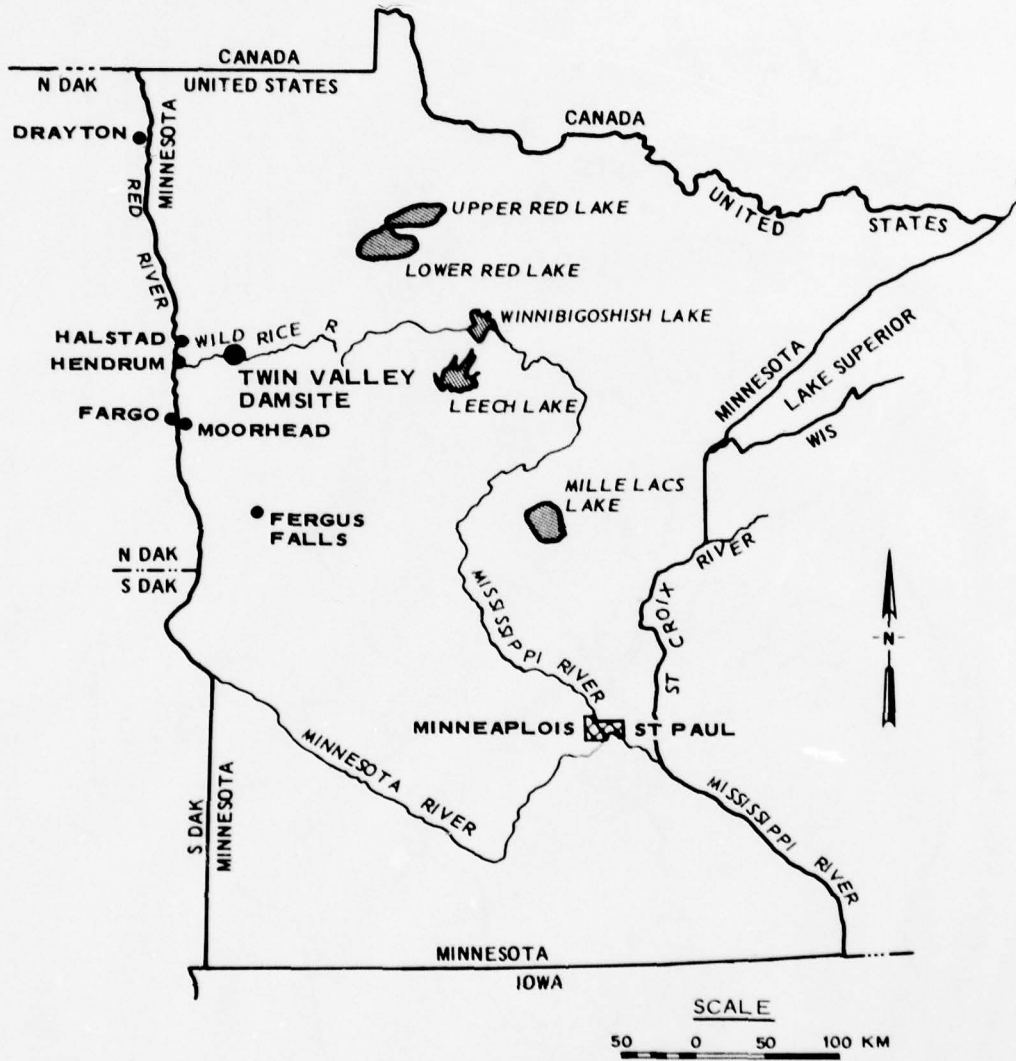 CANADA
N DAK
UNITED STATES
DRAYTON
MINNESOTA
CANADA
RED RIVER
UNITED STATES
UPPER RED LAKE
LOWER RED LAKE
WINNIBIGOSHISH LAKE
HALSTAD
WILD RICE R
HENDRUM
TWIN VALLEY
DAMSITE
LEECH LAKE
MINNESOTA
LAKE SUPERIOR
WIS
FARGO
MOORHEAD
MILLE LACS
LAKE
FERGUS
FALLS
N DAK
S DAK
MISSISSIPPI RIVER
ST CROIX RIVER
N
MINNEAPLOIS
ST PAUL
MINNESOTA RIVER
S DAK
MINNESOTA
MISSISSIPPI RIVER
MINNESOTA
IOWA
SCALE
50 0 50 100 KM